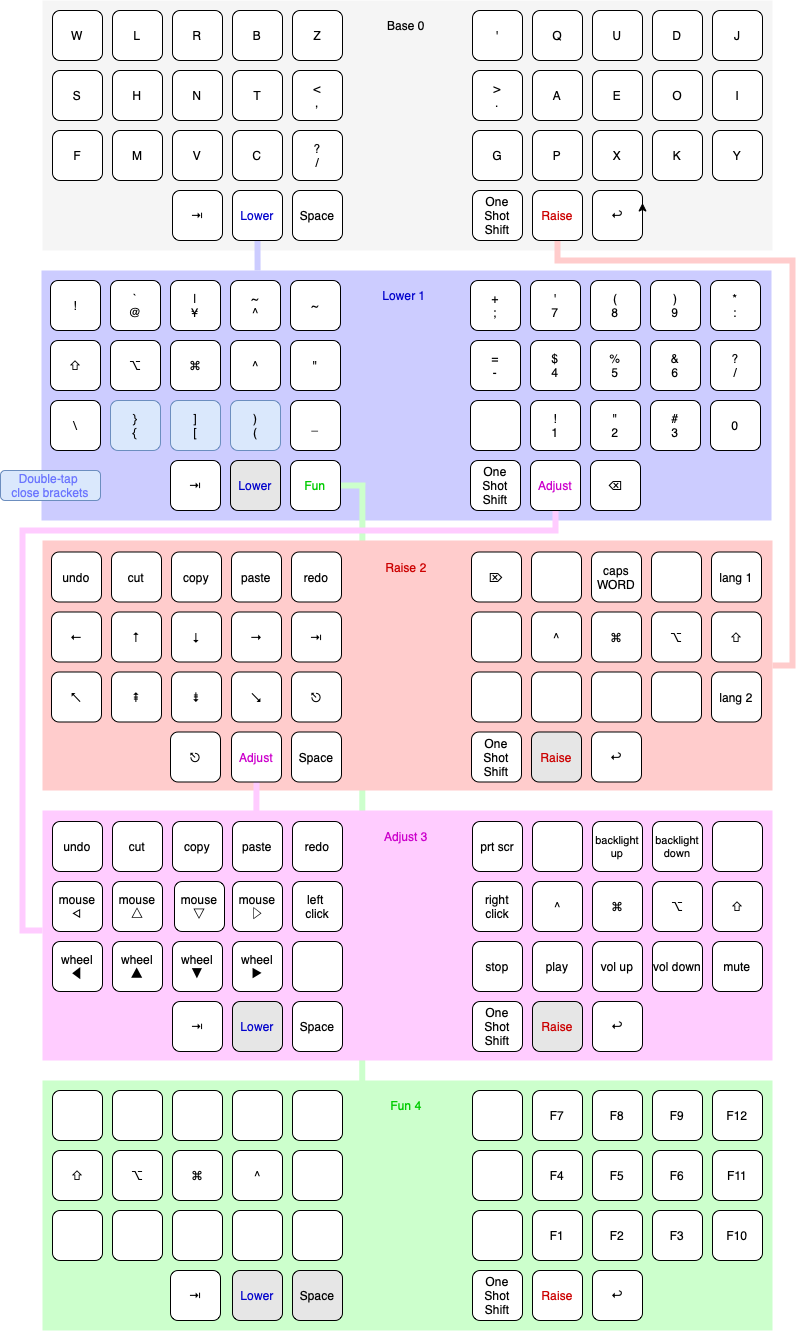 Base 0
W L R B Z ' Q U D J
S H N T < > A E O I
, .
F M V C ? G P X K Y
/
⇥ Lower Space One Shot Shift Raise ↩
Lower 1
! ` | ~ ~ + ' ( ) *
@ ¥ ^ ; 7 8 9 :
⇧ ⌥ ⌘ ^ " = $ % & ?
- 4 5 6 /
\ } ] ) _ ! " # 0
{ [ ( 1 2 3
Double-tap
close brackets
⇥ Lower Fun One Shot Shift Adjust ⌫
Raise 2
undo cut copy paste redo ⌦ caps WORD lang 1
← ↑ ↓ → ⇥ ^ ⌘ ⌥ ⇧
↖ ⇞ ⇟ ↘ ⎋ lang 2
⎋ Adjust Space One Shot Shift Raise ↩
Adjust 3
undo cut copy paste redo prt scr backlight up backlight down
mouse ◁ mouse △ mouse ▽ mouse ▷ left click right click ^ ⌘ ⌥ ⇧
wheel ◀ wheel ▲ wheel ▼ wheel ▶ stop play vol up vol down mute
⇥ Lower Space One Shot Shift Raise ↩
Fun 4
F7 F8 F9 F12
⇧ ⌥ ⌘ ^ F4 F5 F6 F11
F1 F2 F3 F10
⇥ Lower Space One Shot Shift Raise ↩